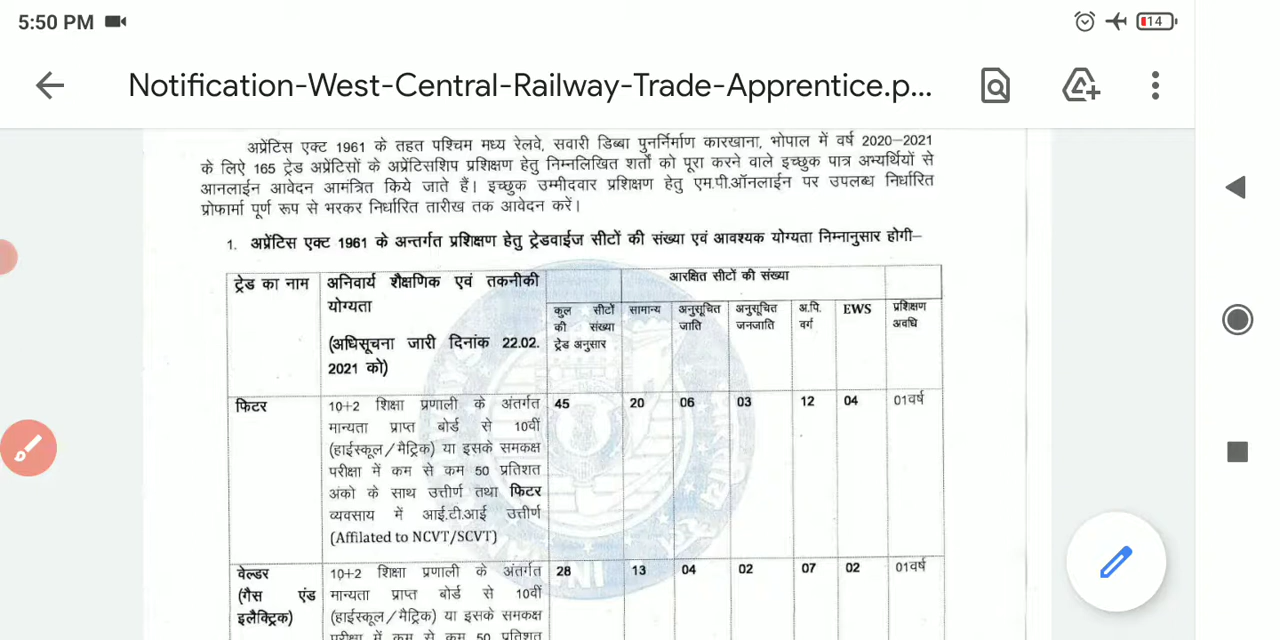 5:50 PM
14
Notification-West-Central-Railway-Trade-Apprentice.p...
अप्रेंटिस एक्ट 1961 के तहत पश्चिम मध्य रेलवे, सवारी डिब्बा पुनर्निर्माण कारखाना, भोपाल में वर्ष 2020–2021
के लिऐ 165 ट्रेड अप्रेंटिसों के अप्रेंटिसशिप प्रशिक्षण हेतु निम्नलिखित शर्तों को पूरा करने वाले इच्छुक पात्र अभ्यर्थियों से
आनलाईन आवेदन आमंत्रित किये जाते हैं। इच्छुक उम्मीदवार प्रशिक्षण हेतु एम.पी.ऑनलाईन पर उपलब्ध निर्धारित
प्रोफार्मा पूर्ण रूप से भरकर निर्धारित तारीख तक आवेदन करें।
1. अप्रेंटिस एक्ट 1961 के अन्तर्गत प्रशिक्षण हेतु ट्रेडवाईज सीटों की संख्या एवं आवश्यक योग्यता निम्नानुसार होगी–
ट्रेड का नाम
अनिवार्य शैक्षणिक एवं तकनीकी
योग्यता
(अधिसूचना जारी दिनांक 22.02.
2021 को)
आरक्षित सीटों की संख्या
कुल सीटों
की संख्या
ट्रेड अनुसार
सामान्य
अनुसूचित
जाति
अनुसूचित
जनजाति
अ.पि.
वर्ग
EWS
प्रशिक्षण
अवधि
फिटर
10+2 शिक्षा प्रणाली के अंतर्गत
मान्यता प्राप्त बोर्ड से 10वीं
(हाईस्कूल/मैट्रिक) या इसके समकक्ष
परीक्षा में कम से कम 50 प्रतिशत
अंको के साथ उत्तीर्ण तथा फिटर
व्यवसाय में आई.टी.आई उत्तीर्ण
(Affilated to NCVT/SCVT)
45 20 06 03 12 04 01वर्ष
वेल्डर
(गैस एंड
इलैक्ट्रिक)
10+2 शिक्षा प्रणाली के अंतर्गत
मान्यता प्राप्त बोर्ड से 10वीं
(हाईस्कूल/मैट्रिक) या इसके समकक्ष
परीक्षा में कम से कम 50 प्रतिशत
28 13 04 02 07 02 01वर्ष